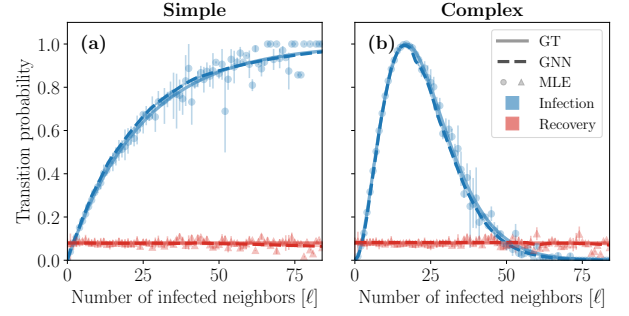 Simple
Complex
(a)
(b)
Transition probability
1.0
0.8
0.6
0.4
0.2
0.0
0
25
50
75
Number of infected neighbors [ℓ]
0
25
50
75
Number of infected neighbors [ℓ]
GT
GNN
MLE
Infection
Recovery